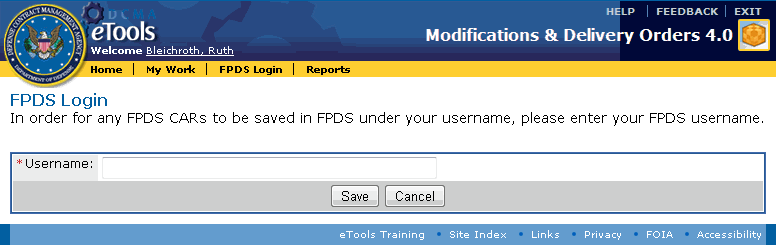 HELP | FEEDBACK | EXIT
DCMA
eTools
Welcome Bleichroth, Ruth
Modifications & Delivery Orders 4.0
DEFENSE CONTRACT MANAGEMENT AGENCY
DEPARTMENT OF DEFENSE
Home | My Work | FPDS Login | Reports
FPDS Login
In order for any FPDS CARs to be saved in FPDS under your username, please enter your FPDS username.
*Username:
Save Cancel
eTools Training • Site Index • Links • Privacy • FOIA • Accessibility